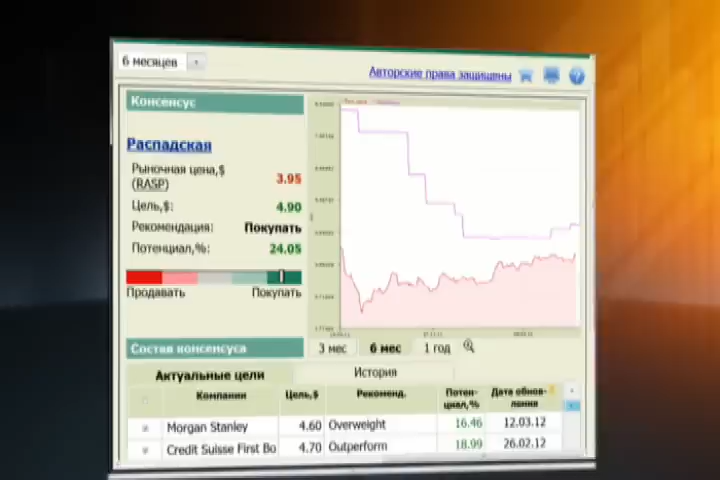 6 месяцев
Авторские права защищены
Консенсус
Распадская
Рыночная цена,$
(RASP)
3.95
Цель,$:
4.90
Рекомендация:
Покупать
Потенциал,%:
24.05
Продавать
Покупать
3 мес
6 мес
1 год
Состав консенсуса
Актуальные цели
История
Компании
Цель,$
Рекоменд.
Потен-
циал,%
Дата обнов-
ления
Morgan Stanley
4.60
Overweight
16.46
12.03.12
Credit Suisse First Bo
4.70
Outperform
18.99
26.02.12